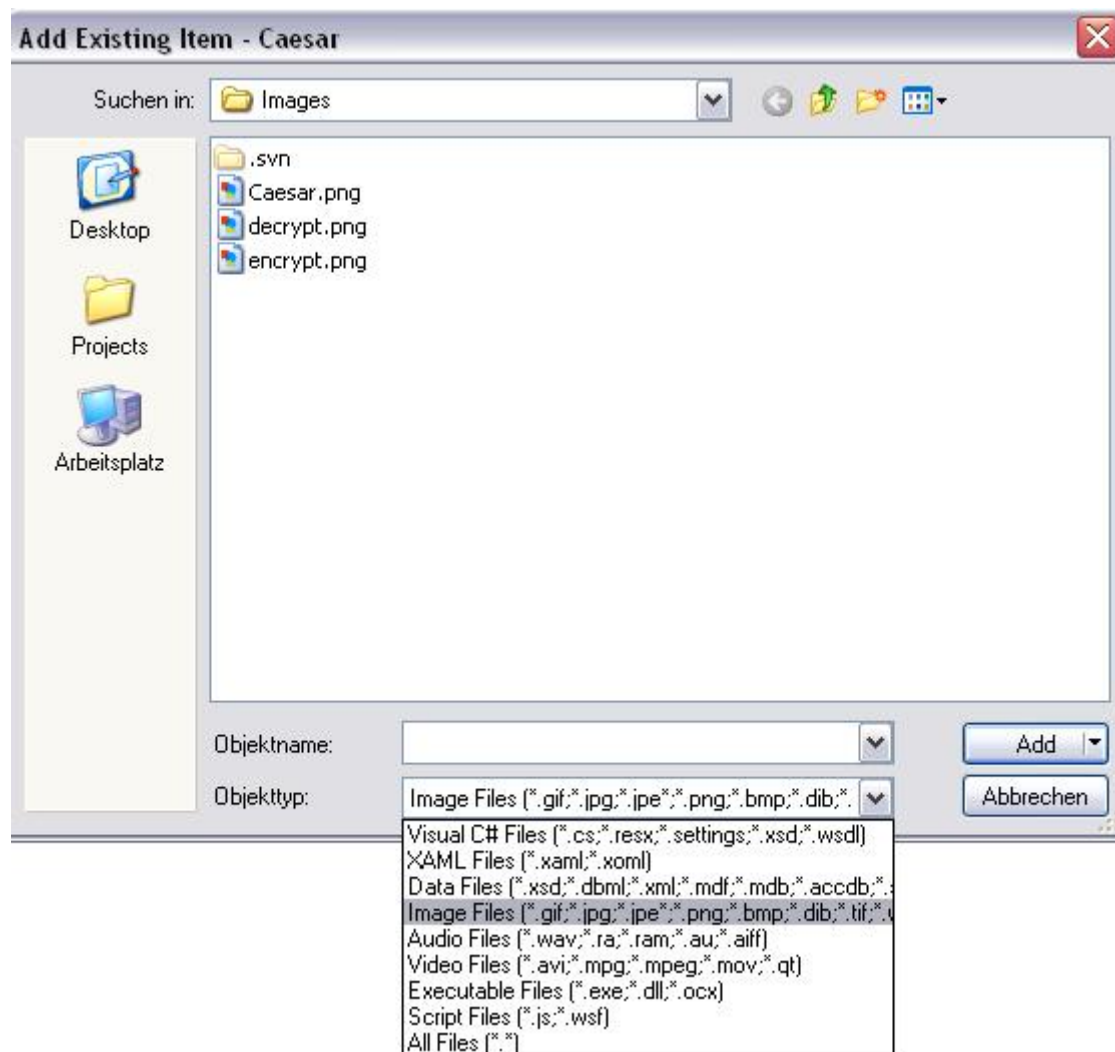 Add Existing Item - Caesar
Suchen in: Images
.svn
Caesar.png
decrypt.png
encrypt.png
Desktop
Projects
Arbeitsplatz
Objektname:
Add
Objekttyp: Image Files (*.gif;*.jpg;*.jpe*;*.png;*.bmp;*.dib;*.
Abbrechen
Visual C# Files (*.cs;*.resx;*.settings;*.xsd;*.wsdl)
XAML Files (*.xaml;*.xoml)
Data Files (*.xsd;*.dbml;*.xml;*.mdf;*.mdb;*.accdb;*.
Image Files (*.gif;*.jpg;*.jpe*;*.png;*.bmp;*.dib;*.tif;*.
Audio Files (*.wav;*.ra;*.ram;*.au;*.aiff)
Video Files (*.avi;*.mpg;*.mpeg;*.mov;*.qt)
Executable Files (*.exe;*.dll;*.ocx)
Script Files (*.js;*.wsf)
All Files (*.*)